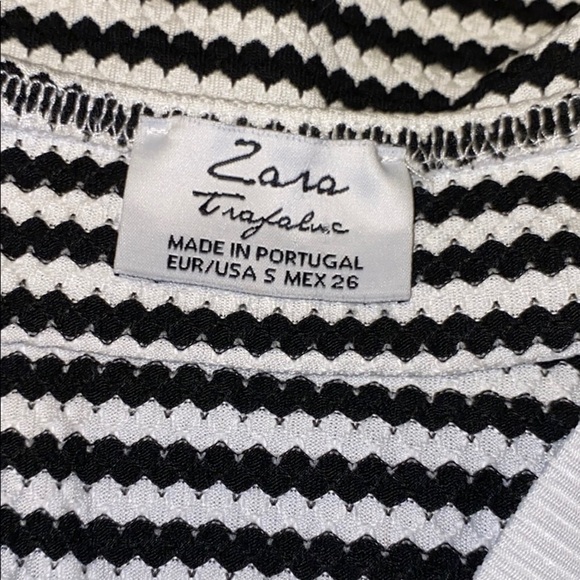 Zara
Trafaluc
MADE IN PORTUGAL
EUR/USA S MEX 26